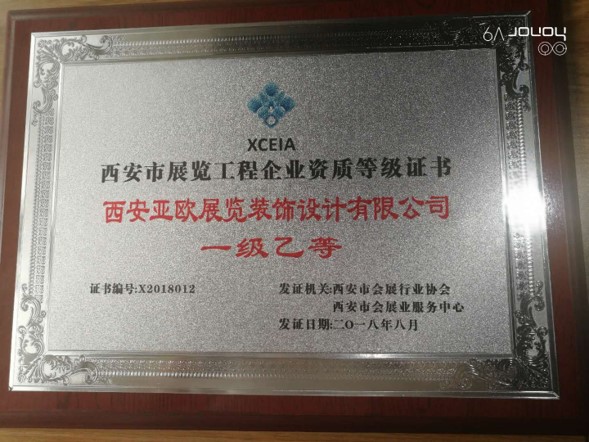 honor 9A
XCEIA
西安市展览工程企业资质等级证书
西安亚欧展览装饰设计有限公司
一级乙等
证书编号:X2018012
发证机关:西安市会展行业协会
西安市会展业服务中心
发证日期:二〇一八年八月